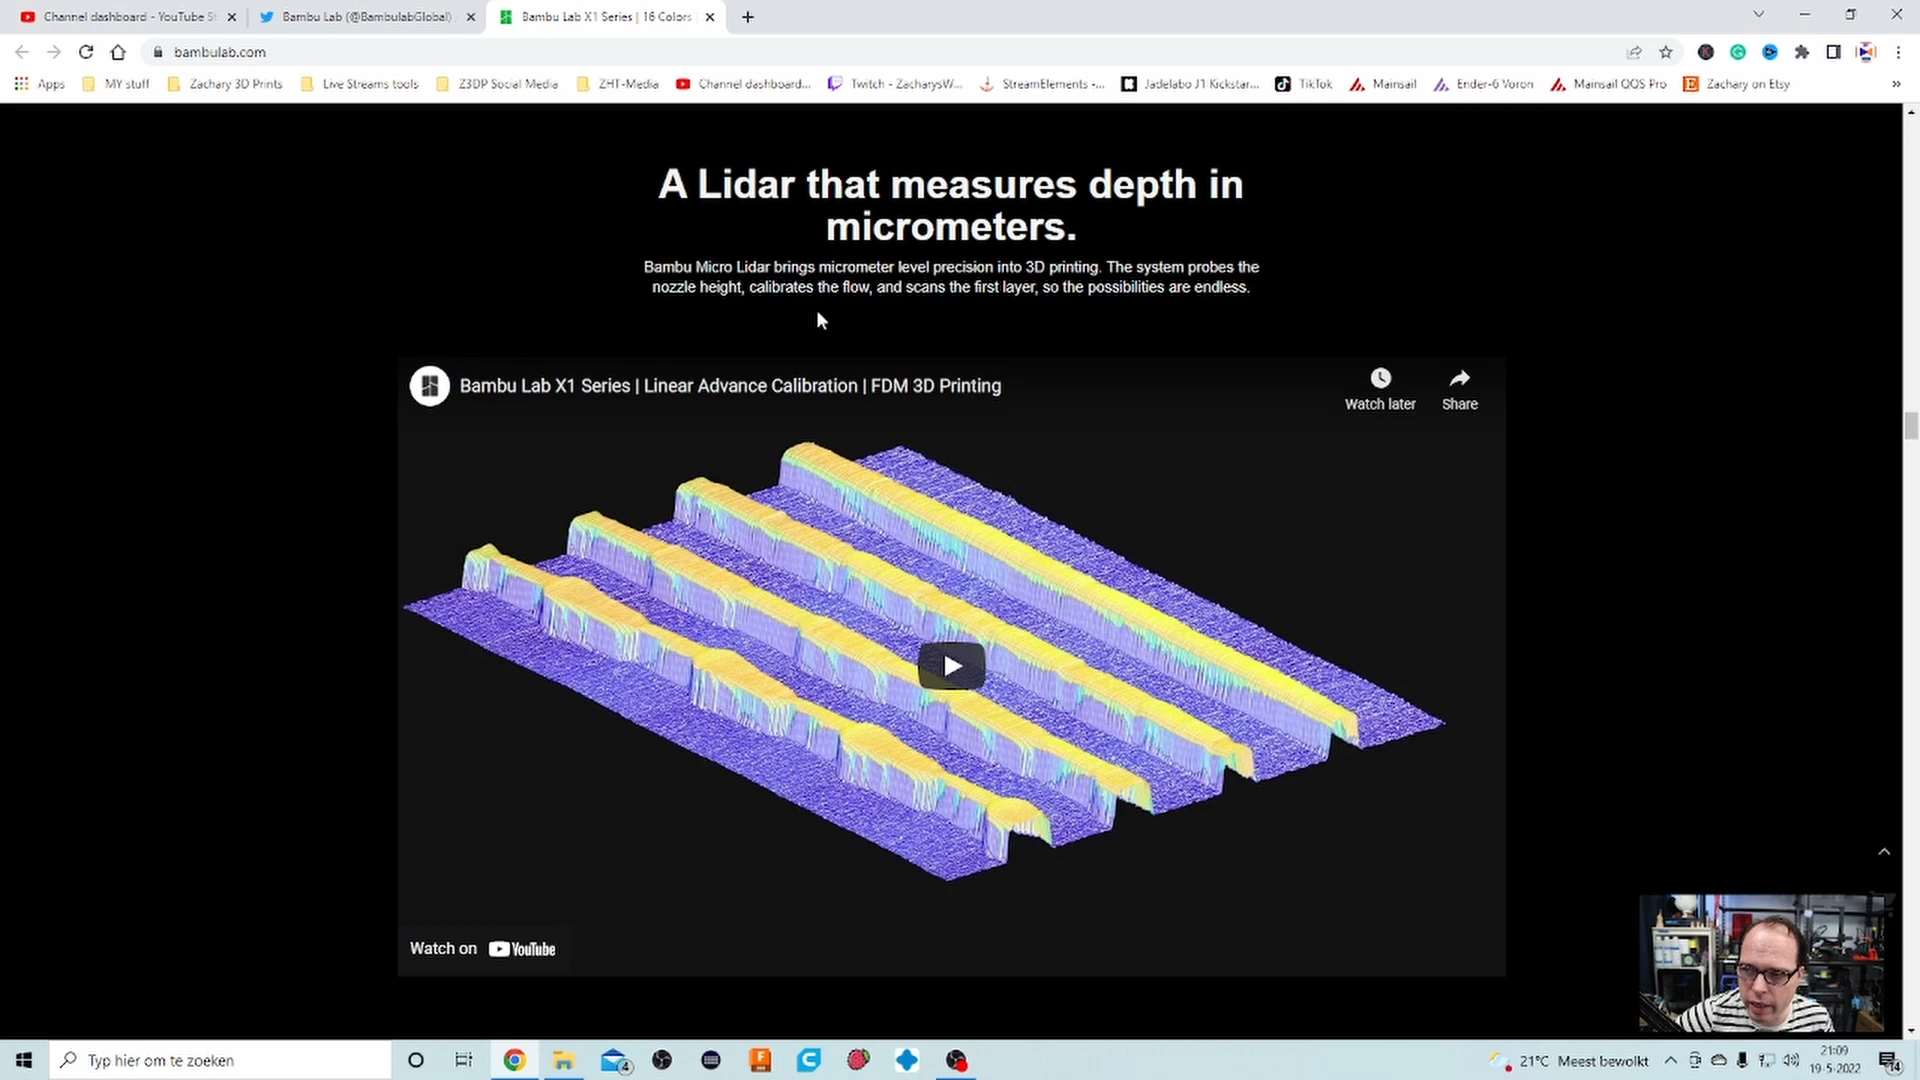 Channel dashboard - YouTube St
Bambu Lab (@BambulabGlobal)
Bambu Lab X1 Series | 16 Colors
bambulab.com
Apps
MY stuff
Zachary 3D Prints
Live Streams tools
Z3DP Social Media
ZHT-Media
Channel dashboard...
Twitch - ZacharysW...
StreamElements -...
Jadelabo J1 Kickstar...
TikTok
Mainsail
Ender-6 Voron
Mainsail QQS Pro
Zachary on Etsy
A Lidar that measures depth in
micrometers.
Bambu Micro Lidar brings micrometer level precision into 3D printing. The system probes the
nozzle height, calibrates the flow, and scans the first layer, so the possibilities are endless.
Bambu Lab X1 Series | Linear Advance Calibration | FDM 3D Printing
Watch later
Share
Watch on YouTube
Typ hier om te zoeken
4
21°C Meest bewolkt
21:09
19-5-2022
14